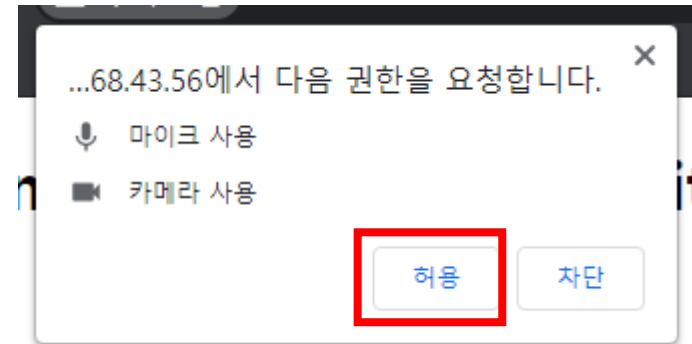 ...68.43.56에서 다음 권한을 요청합니다.
마이크 사용
카메라 사용
허용 차단